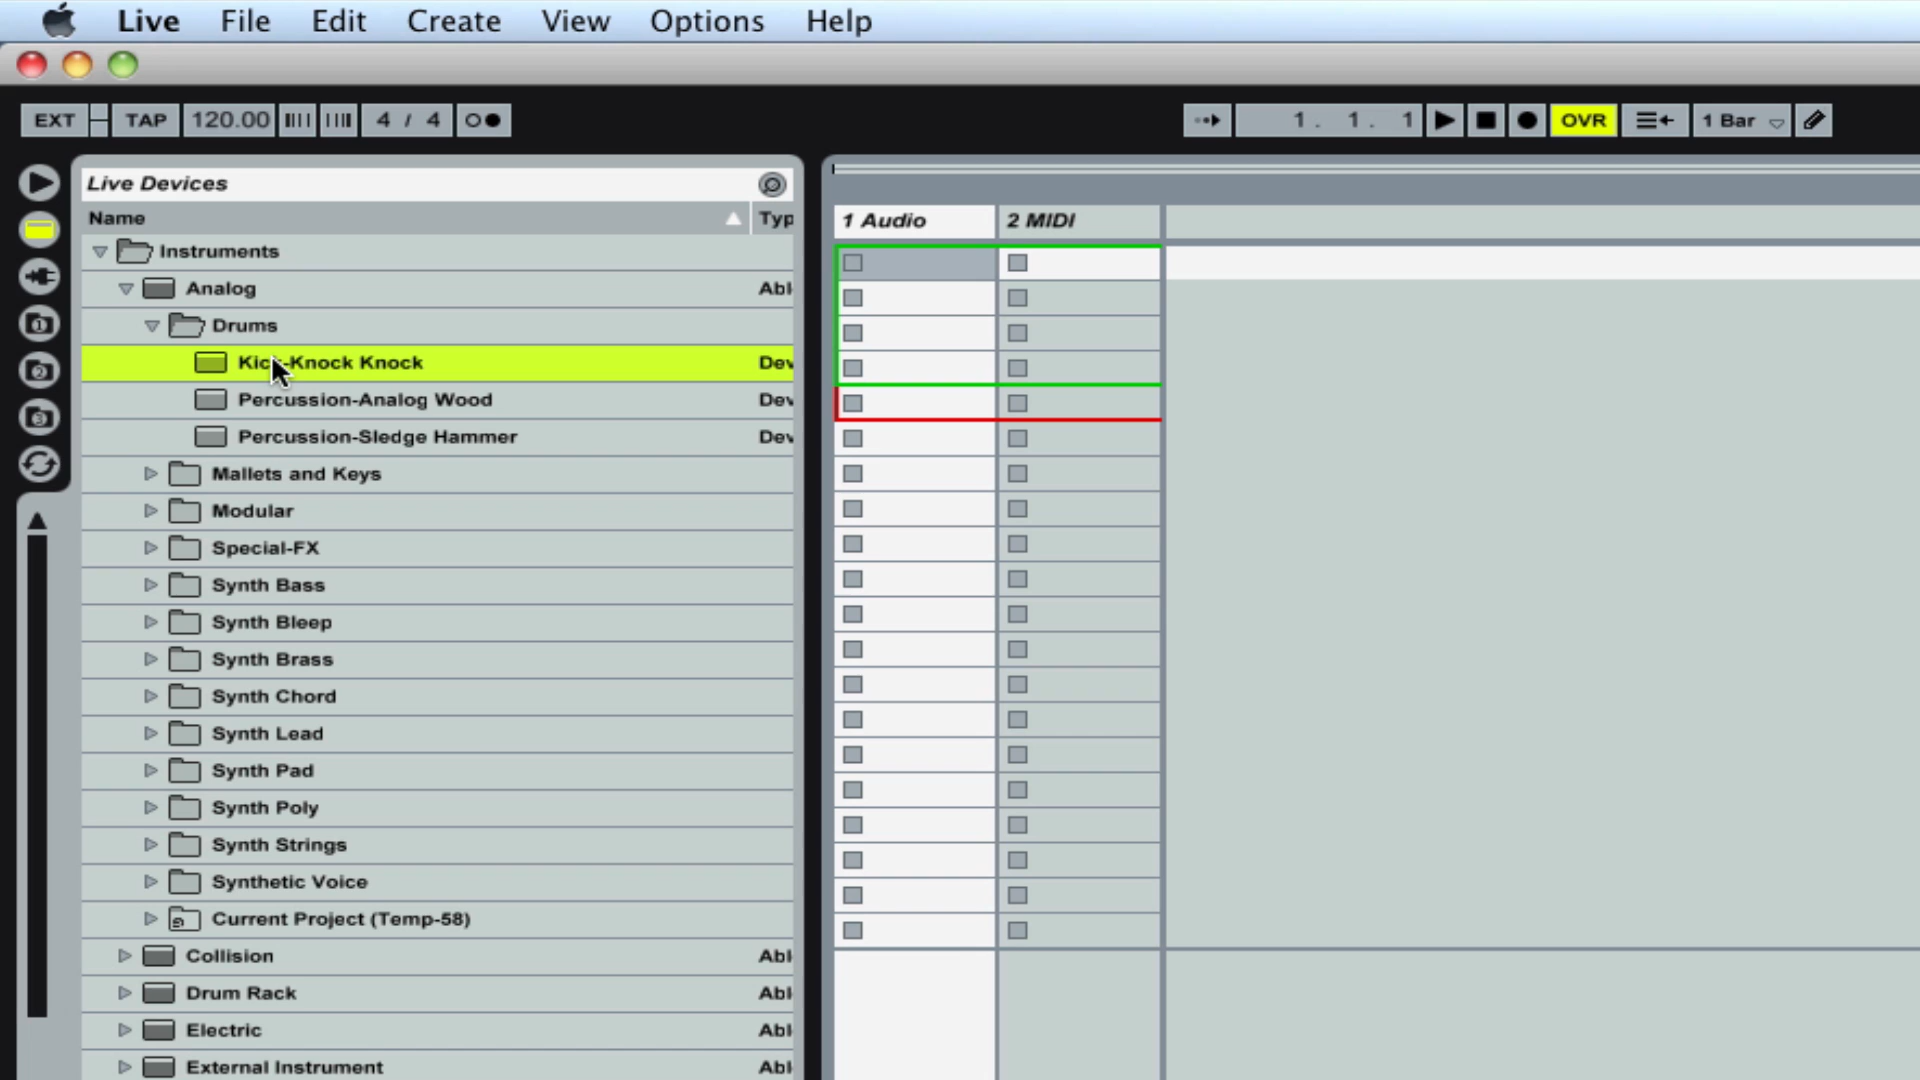 Live File Edit Create View Options Help
EXT TAP 120.00 4 / 4 1. 1. 1 OVR 1 Bar
Live Devices
Name Typ
1 Audio 2 MIDI
Instruments
Analog Abl
Drums
Kick-Knock Knock Dev
Percussion-Analog Wood Dev
Percussion-Sledge Hammer Dev
Mallets and Keys
Modular
Special-FX
Synth Bass
Synth Bleep
Synth Brass
Synth Chord
Synth Lead
Synth Pad
Synth Poly
Synth Strings
Synthetic Voice
Current Project (Temp-58)
Collision Abl
Drum Rack Abl
Electric Abl
External Instrument Abl
1
2
3